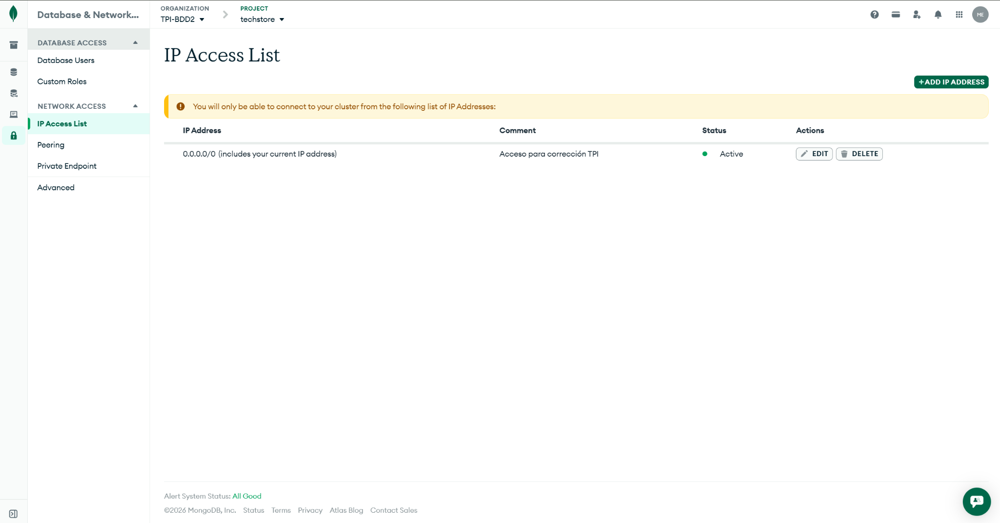 Database & Network...
ORGANIZATION
TPI-BDD2
PROJECT
techstore
ME
DATABASE ACCESS
Database Users
Custom Roles
NETWORK ACCESS
IP Access List
Peering
Private Endpoint
Advanced
IP Access List
+ADD IP ADDRESS
You will only be able to connect to your cluster from the following list of IP Addresses:
IP Address Comment Status Actions
0.0.0.0/0 (includes your current IP address) Acceso para corrección TPI Active EDIT DELETE
Alert System Status: All Good
©2026 MongoDB, Inc. Status Terms Privacy Atlas Blog Contact Sales